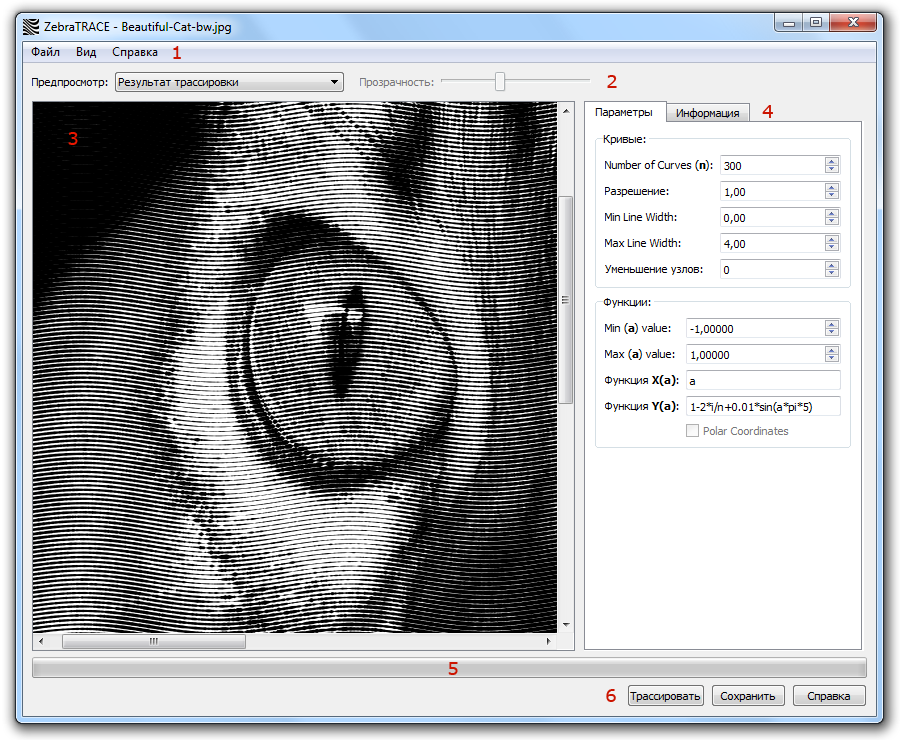 ZebraTRACE - Beautiful-Cat-bw.jpg
Файл Вид Справка 1
Предпросмотр: Результат трассировки Прозрачность: 2
3
Параметры Информация 4
Кривые:
Number of Curves (n): 300
Разрешение: 1,00
Min Line Width: 0,00
Max Line Width: 4,00
Уменьшение узлов: 0
Функции:
Min (a) value: -1,00000
Max (a) value: 1,00000
Функция X(a): a
Функция Y(a): 1-2*i/n+0.01*sin(a*pi*5)
Polar Coordinates
5
6 Трассировать Сохранить Справка